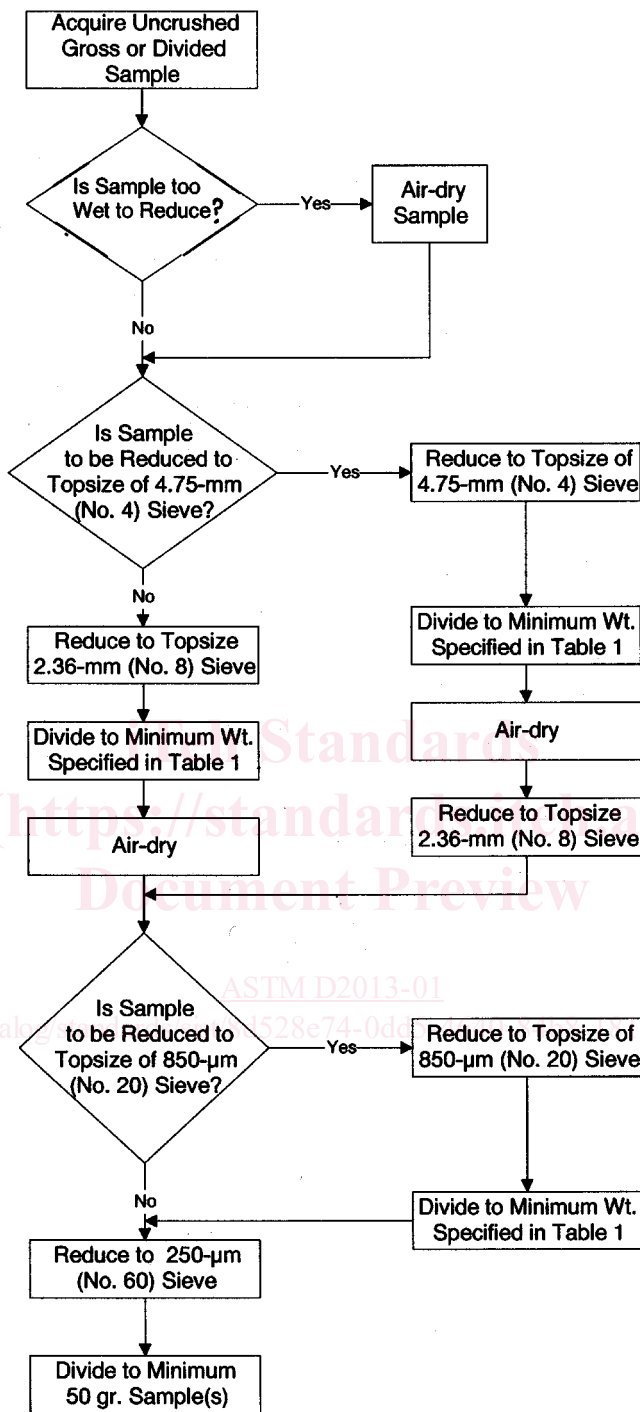 Acquire Uncrushed
Gross or Divided
Sample
Is Sample too
Wet to Reduce?
Yes
Air-dry
Sample
No
Is Sample
to be Reduced to
Topsize of 4.75-mm
(No. 4) Sieve?
Yes
Reduce to Topsize of
4.75-mm (No. 4) Sieve
No
Reduce to Topsize
2.36-mm (No. 8) Sieve
Divide to Minimum Wt.
Specified in Table 1
Divide to Minimum Wt.
Specified in Table 1
Air-dry
Air-dry
Reduce to Topsize
2.36-mm (No. 8) Sieve
Standards
https://standards
Document Preview
ASTM D2013-01
Is Sample
to be Reduced to
Topsize of 850-µm
(No. 20) Sieve?
Yes
Reduce to Topsize of
850-µm (No. 20) Sieve
No
Divide to Minimum Wt.
Specified in Table 1
Reduce to 250-µm
(No. 60) Sieve
Divide to Minimum
50 gr. Sample(s)